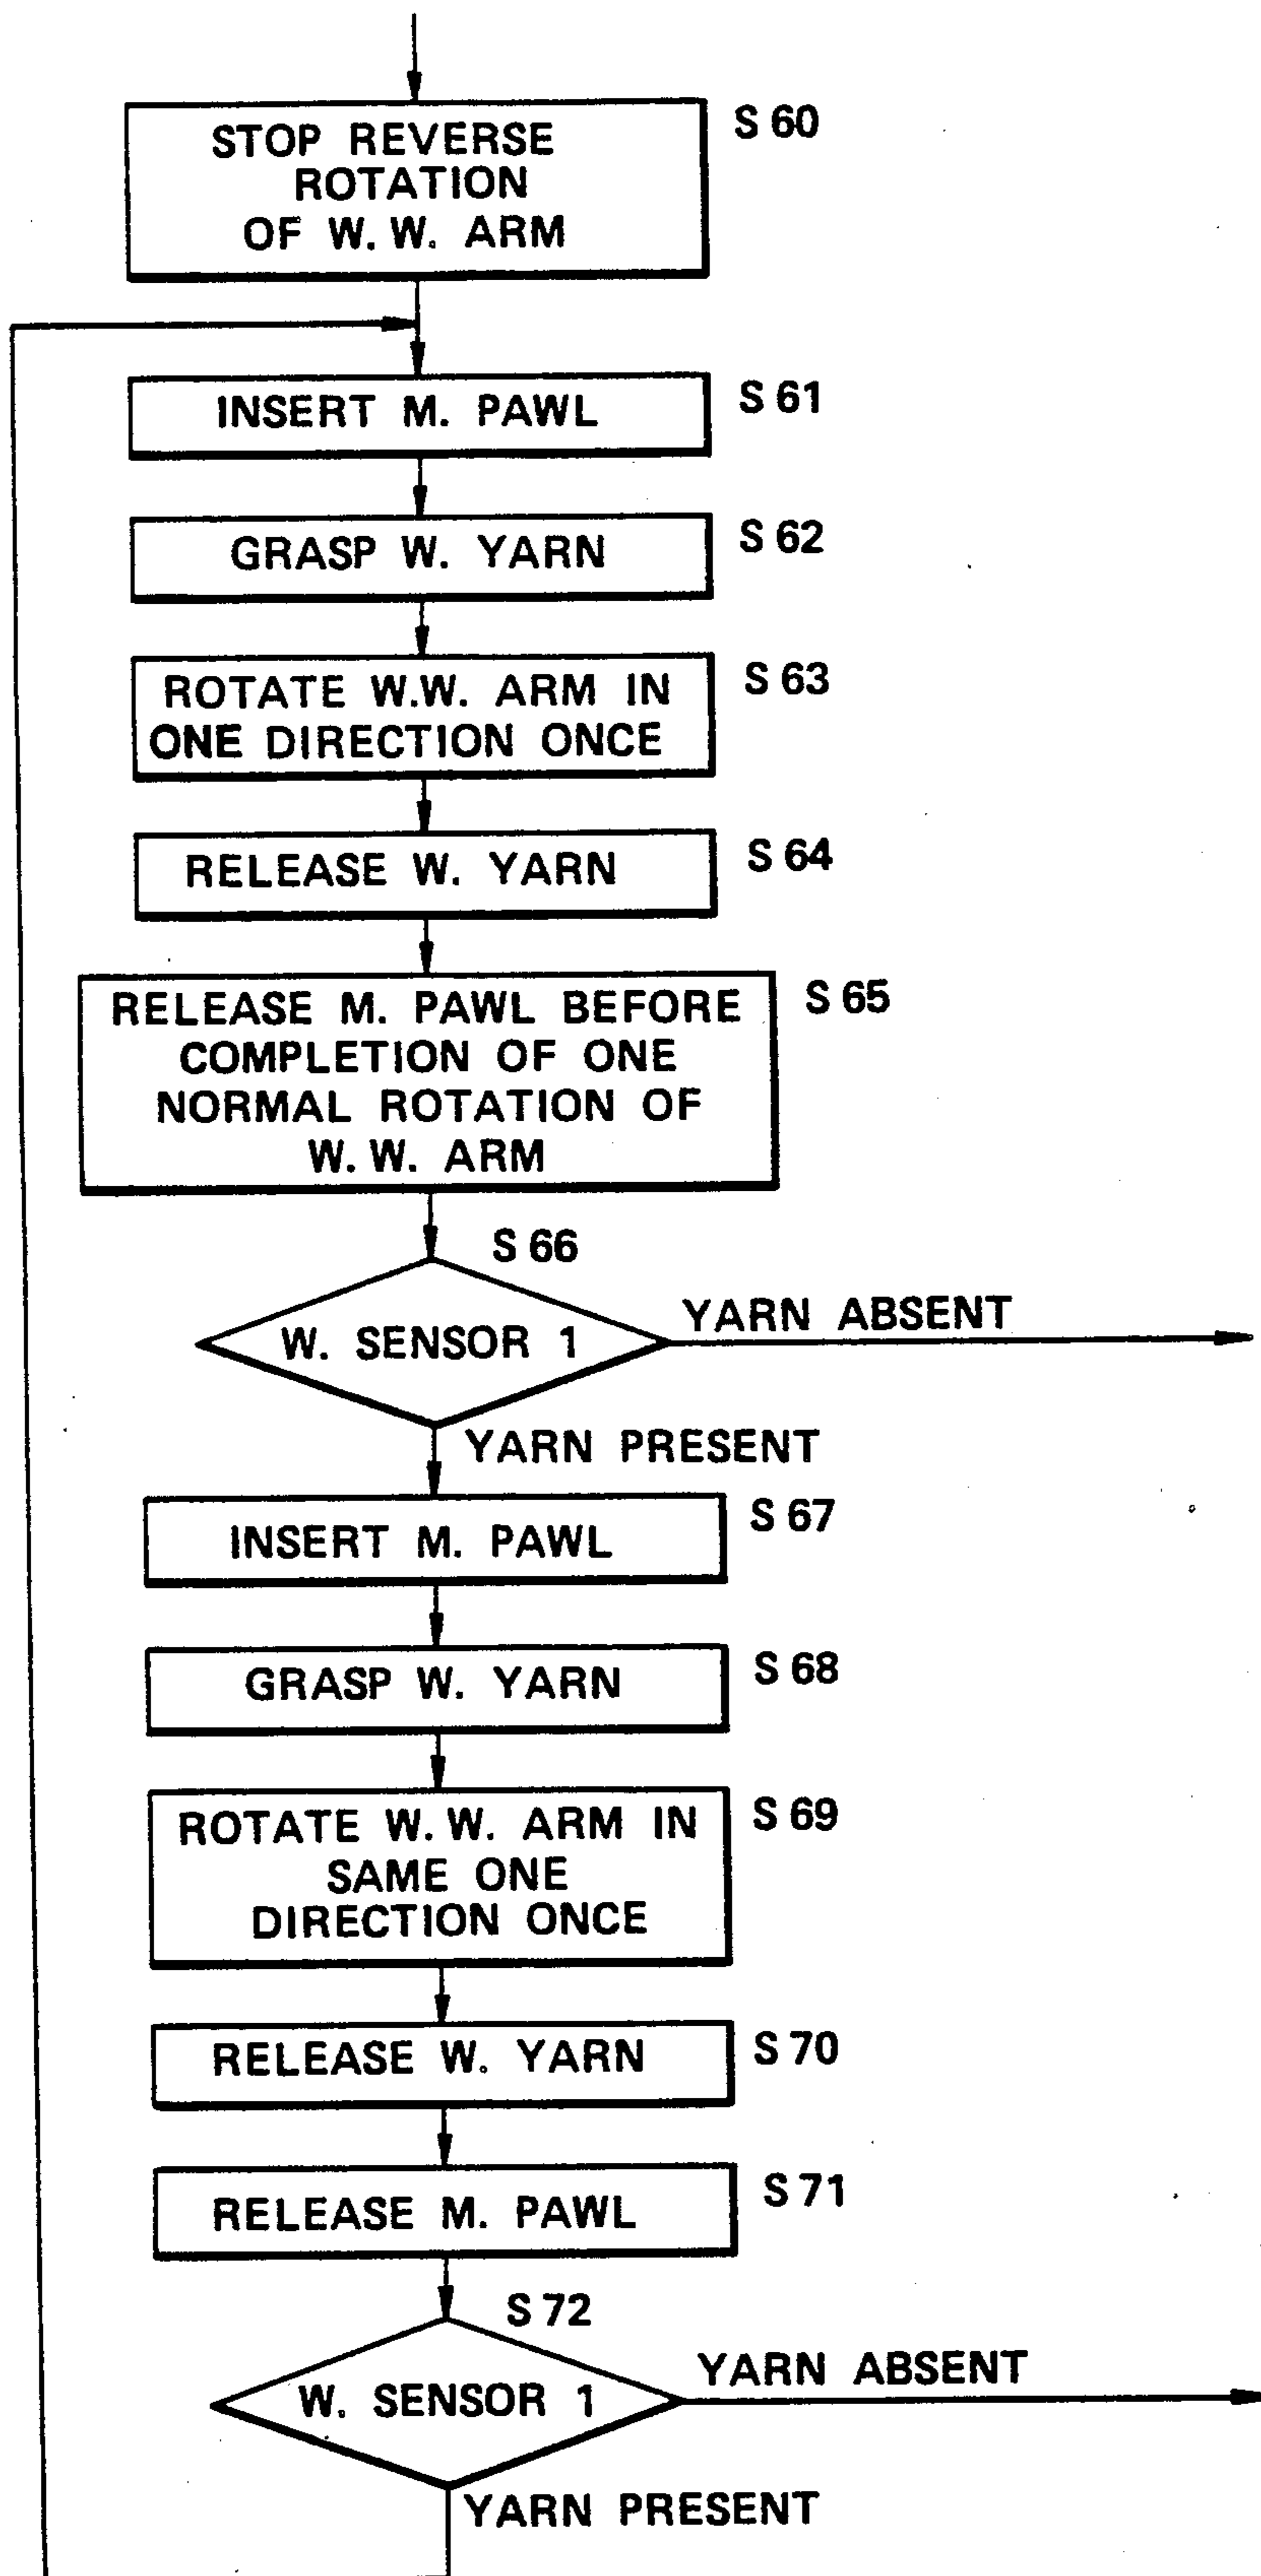 STOP REVERSE
ROTATION
OF W. W. ARM
S 60
INSERT M. PAWL
S 61
GRASP W. YARN
S 62
ROTATE W.W. ARM IN
ONE DIRECTION ONCE
S 63
RELEASE W. YARN
S 64
RELEASE M. PAWL BEFORE
COMPLETION OF ONE
NORMAL ROTATION OF
W. W. ARM
S 65
S 66
W. SENSOR 1
YARN ABSENT
YARN PRESENT
INSERT M. PAWL
S 67
GRASP W. YARN
S 68
ROTATE W. W. ARM IN
SAME ONE
DIRECTION ONCE
S 69
RELEASE W. YARN
S 70
RELEASE M. PAWL
S 71
S 72
W. SENSOR 1
YARN ABSENT
YARN PRESENT